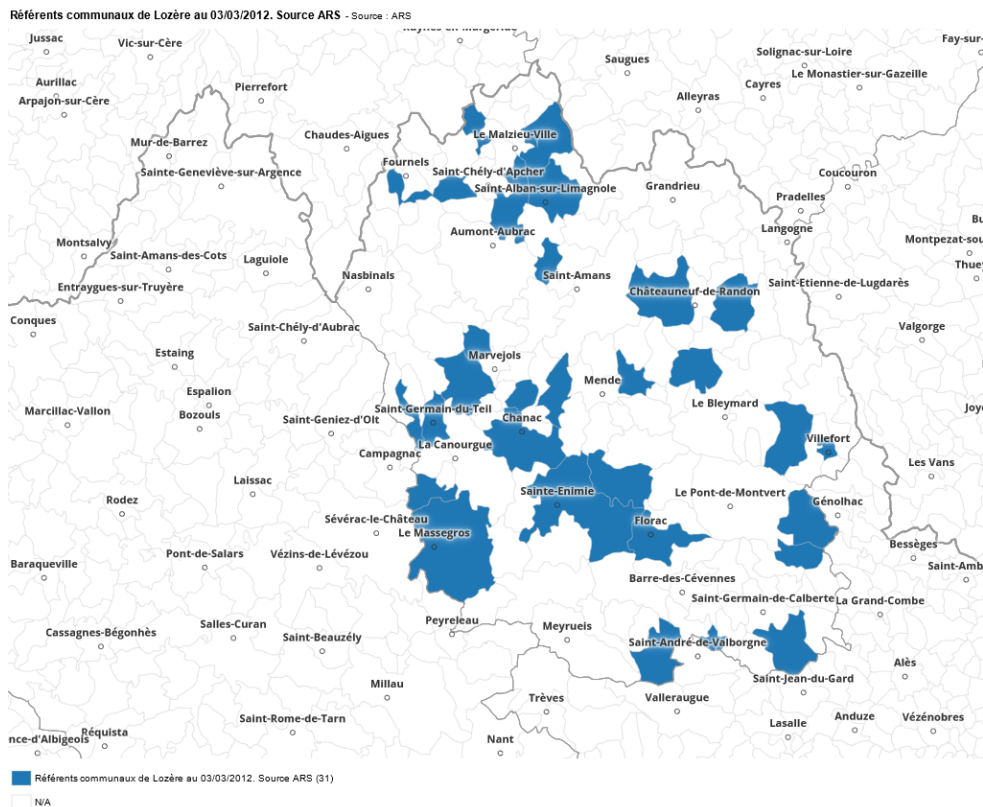 Référents communaux de Lozère au 03/03/2012. Source ARS - Source : ARS
Jussac
Vic-sur-Cère
Saugues
Solignac-sur-Loire
Fay-sur-
Aurillac
Arpajon-sur-Cère
Pierrefort
Cayres
Le Monastier-sur-Gazeille
Alleyras
Chaudes-Aigues
Le Malzieu-Ville
Mur-de-Barrez
Sainte-Geneviève-sur-Argence
Fournels
Saint-Chély-d'Apcher
Saint-Alban-sur-Limagnole
Grandrieu
Coucouron
Pradelles
Langogne
Montsalvy
Saint-Amans-des-Cots
Laguiole
Aumont-Aubrac
Montpezat-sou
Entraygues-sur-Truyère
Nasbinals
Saint-Amans
Châteauneuf-de-Randon
Saint-Etienne-de-Lugdarès
Thuey
Conques
Saint-Chély-d'Aubrac
Valgorge
Estaing
Marvejols
Espalion
Bozouls
Mende
Marcillac-Vallon
Saint-Geniez-d'Olt
Saint-Germain-du-Teil
Chanac
Le Bleymard
Joye
La Canourgue
Campagnac
Villefort
Les Vans
Laissac
Rodez
Sainte-Enimie
Le Pont-de-Montvert
Génolhac
Sévérac-le-Château
Le Massegros
Florac
Pont-de-Salars
Vézins-de-Lévézou
Bessèges
Baraqueville
Saint-Amb
Barre-des-Cévennes
Saint-Germain-de-Calberte
La Grand-Combe
Cassagnes-Bégonhès
Salles-Curan
Saint-Beauzély
Peyreleau
Meyrueis
Saint-André-de-Valborgne
Alès
Millau
Saint-Jean-du-Gard
Trèves
Valleraugue
Saint-Rome-de-Tarn
Lasalle
Anduze
Vézénobres
nce-d'Albigeois
Réquista
Nant
Référents communaux de Lozère au 03/03/2012. Source ARS (31)
N/A